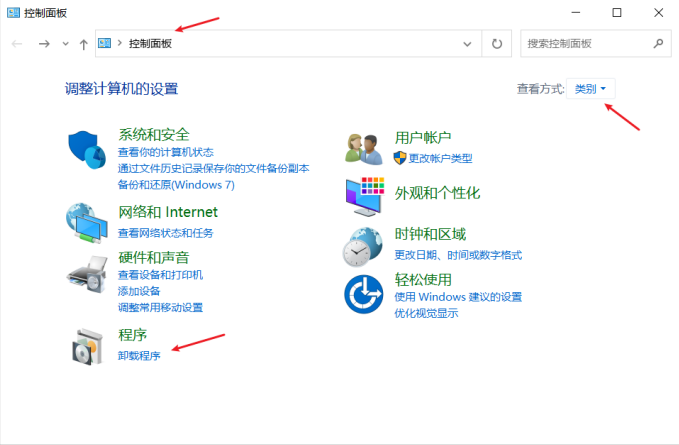 控制面板
控制面板
搜索控制面板
调整计算机的设置
查看方式: 类别
系统和安全
查看你的计算机状态
通过文件历史记录保存你的文件备份副本
备份和还原(Windows 7)
网络和 Internet
查看网络状态和任务
硬件和声音
查看设备和打印机
添加设备
调整常用移动设置
程序
卸载程序
用户帐户
更改帐户类型
外观和个性化
时钟和区域
更改日期、时间或数字格式
轻松使用
使用 Windows 建议的设置
优化视觉显示